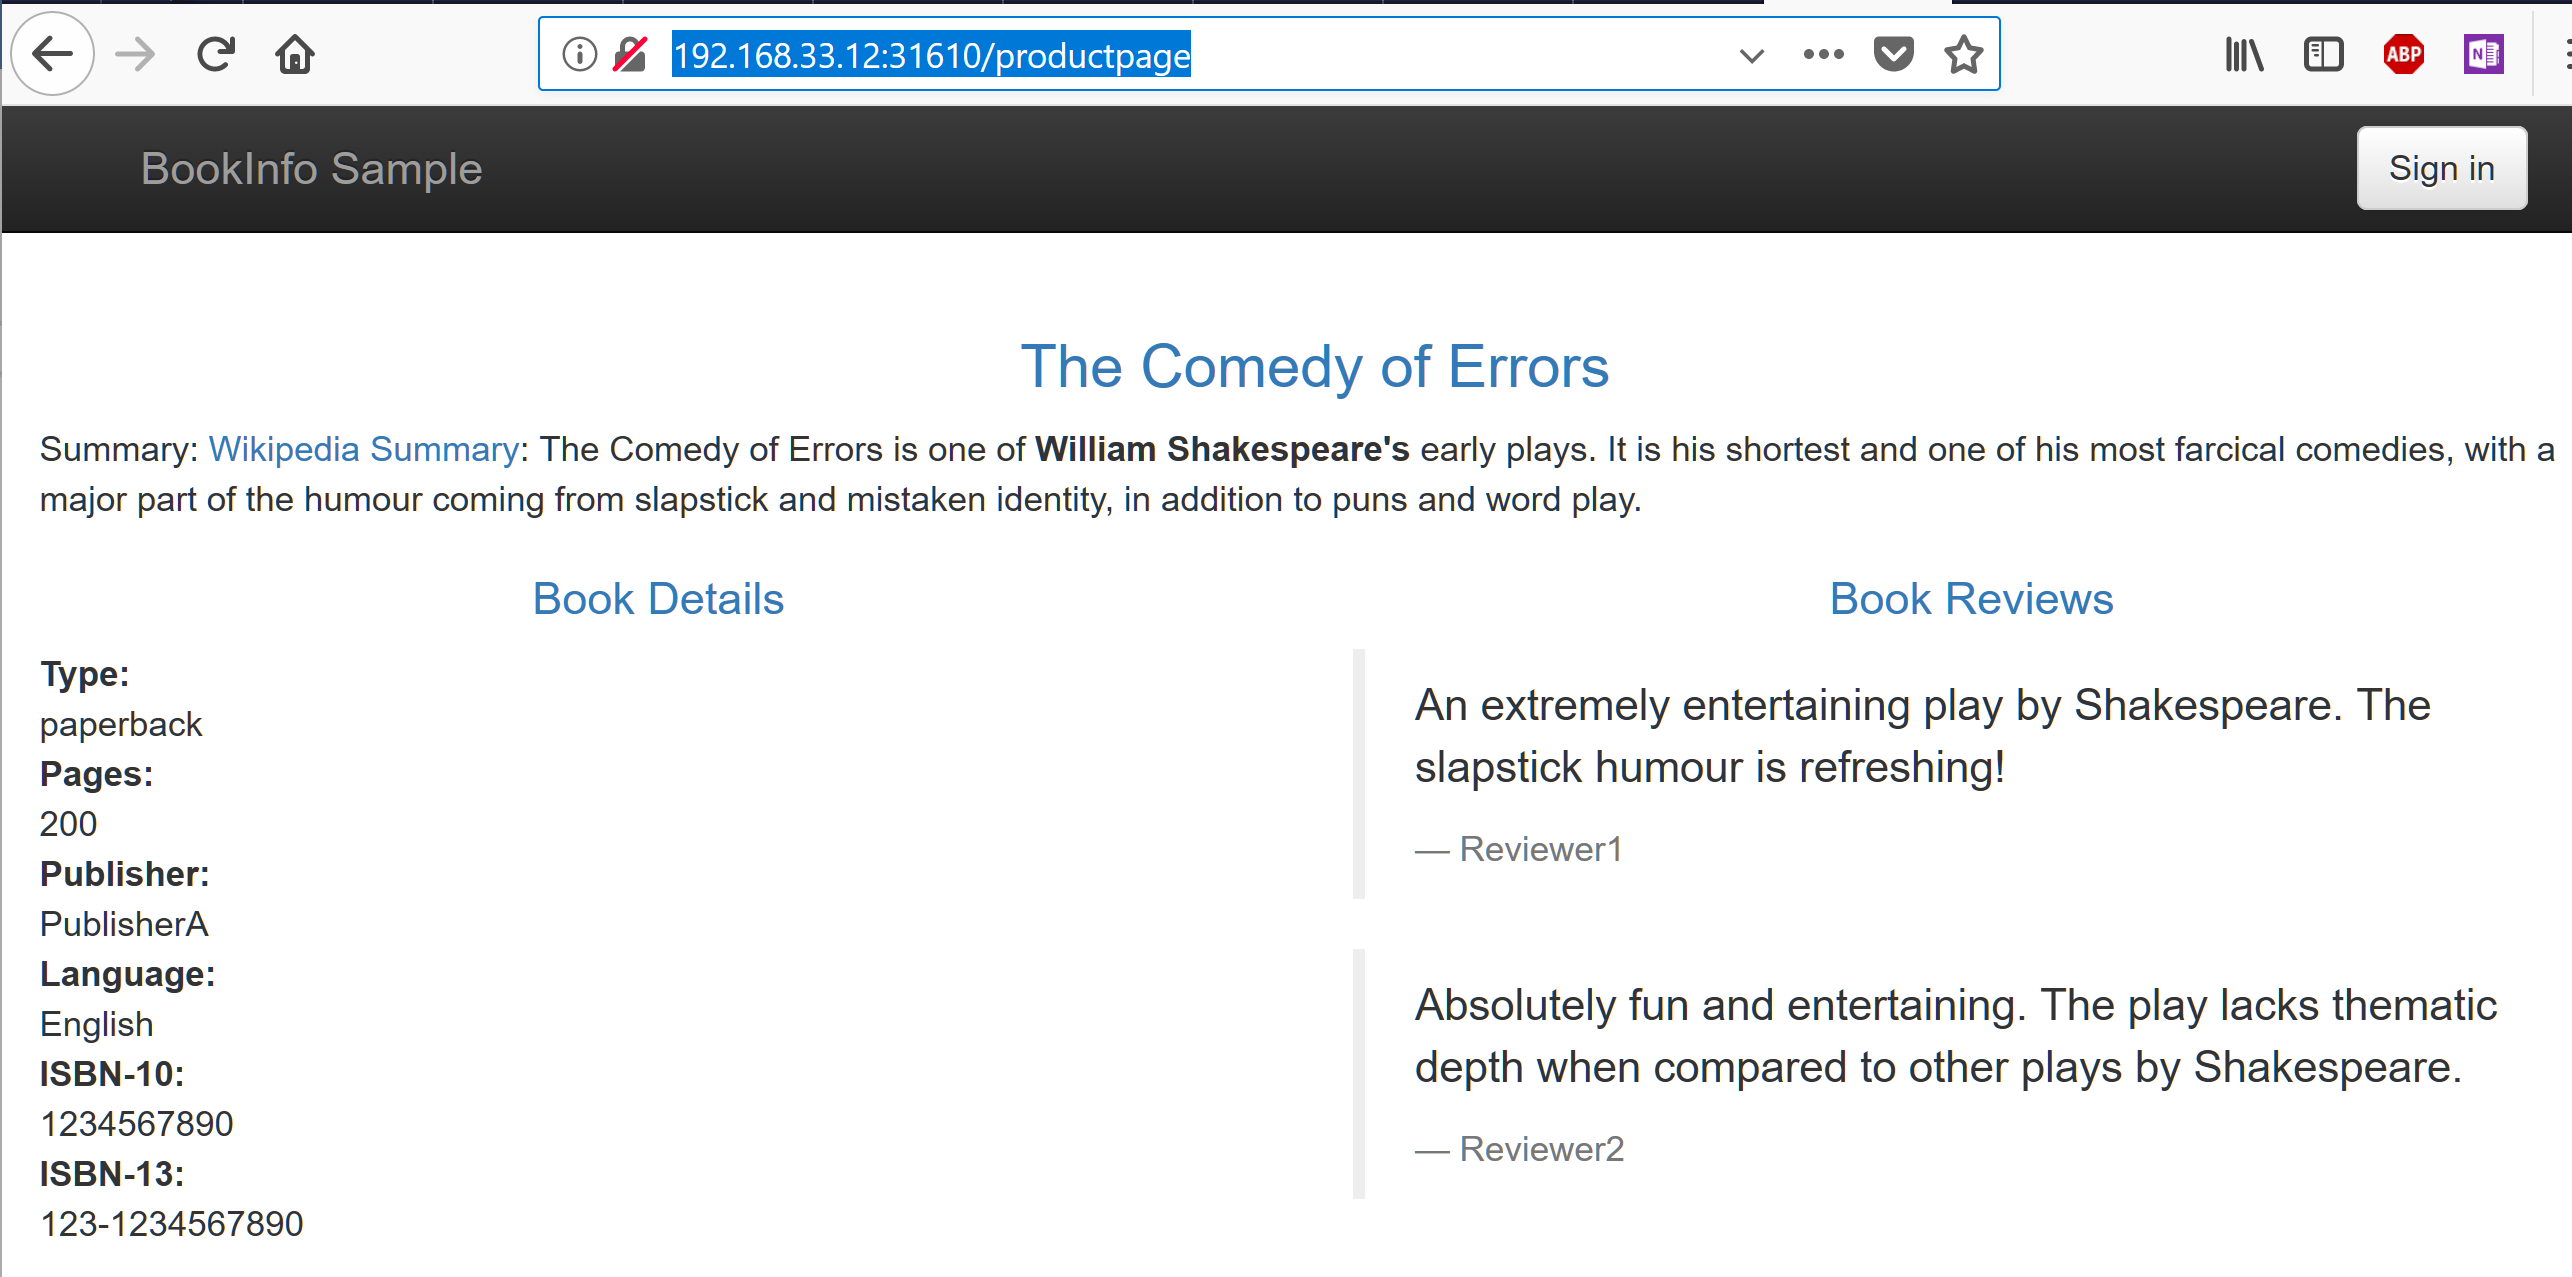 192.168.33.12:31610/productpage
ABP
N
BookInfo Sample
Sign in
The Comedy of Errors
Summary: Wikipedia Summary: The Comedy of Errors is one of William Shakespeare's early plays. It is his shortest and one of his most farcical comedies, with a
major part of the humour coming from slapstick and mistaken identity, in addition to puns and word play.
Book Details
Type:
paperback
Pages:
200
Publisher:
PublisherA
Language:
English
ISBN-10:
1234567890
ISBN-13:
123-1234567890
Book Reviews
An extremely entertaining play by Shakespeare. The
slapstick humour is refreshing!
— Reviewer1
Absolutely fun and entertaining. The play lacks thematic
depth when compared to other plays by Shakespeare.
— Reviewer2